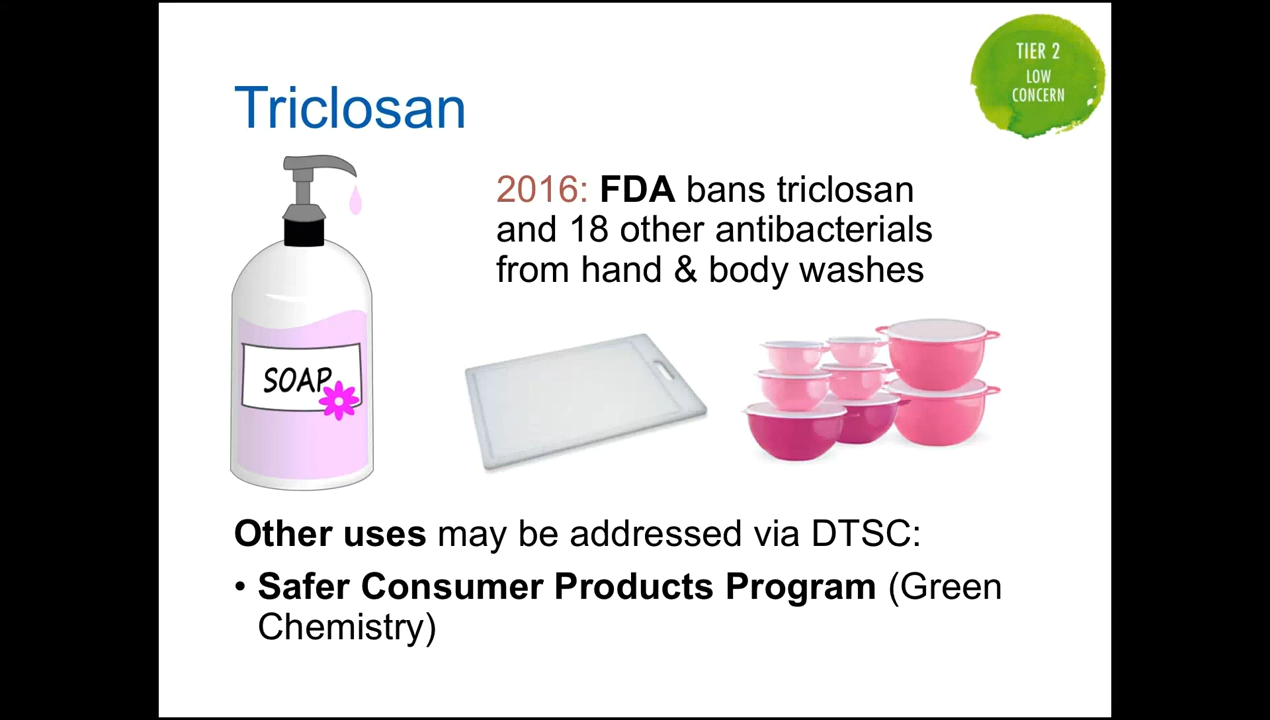 TIER 2
LOW
CONCERN
Triclosan
2016: FDA bans triclosan
and 18 other antibacterials
from hand & body washes
SOAP
Other uses may be addressed via DTSC:
• Safer Consumer Products Program (Green
Chemistry)